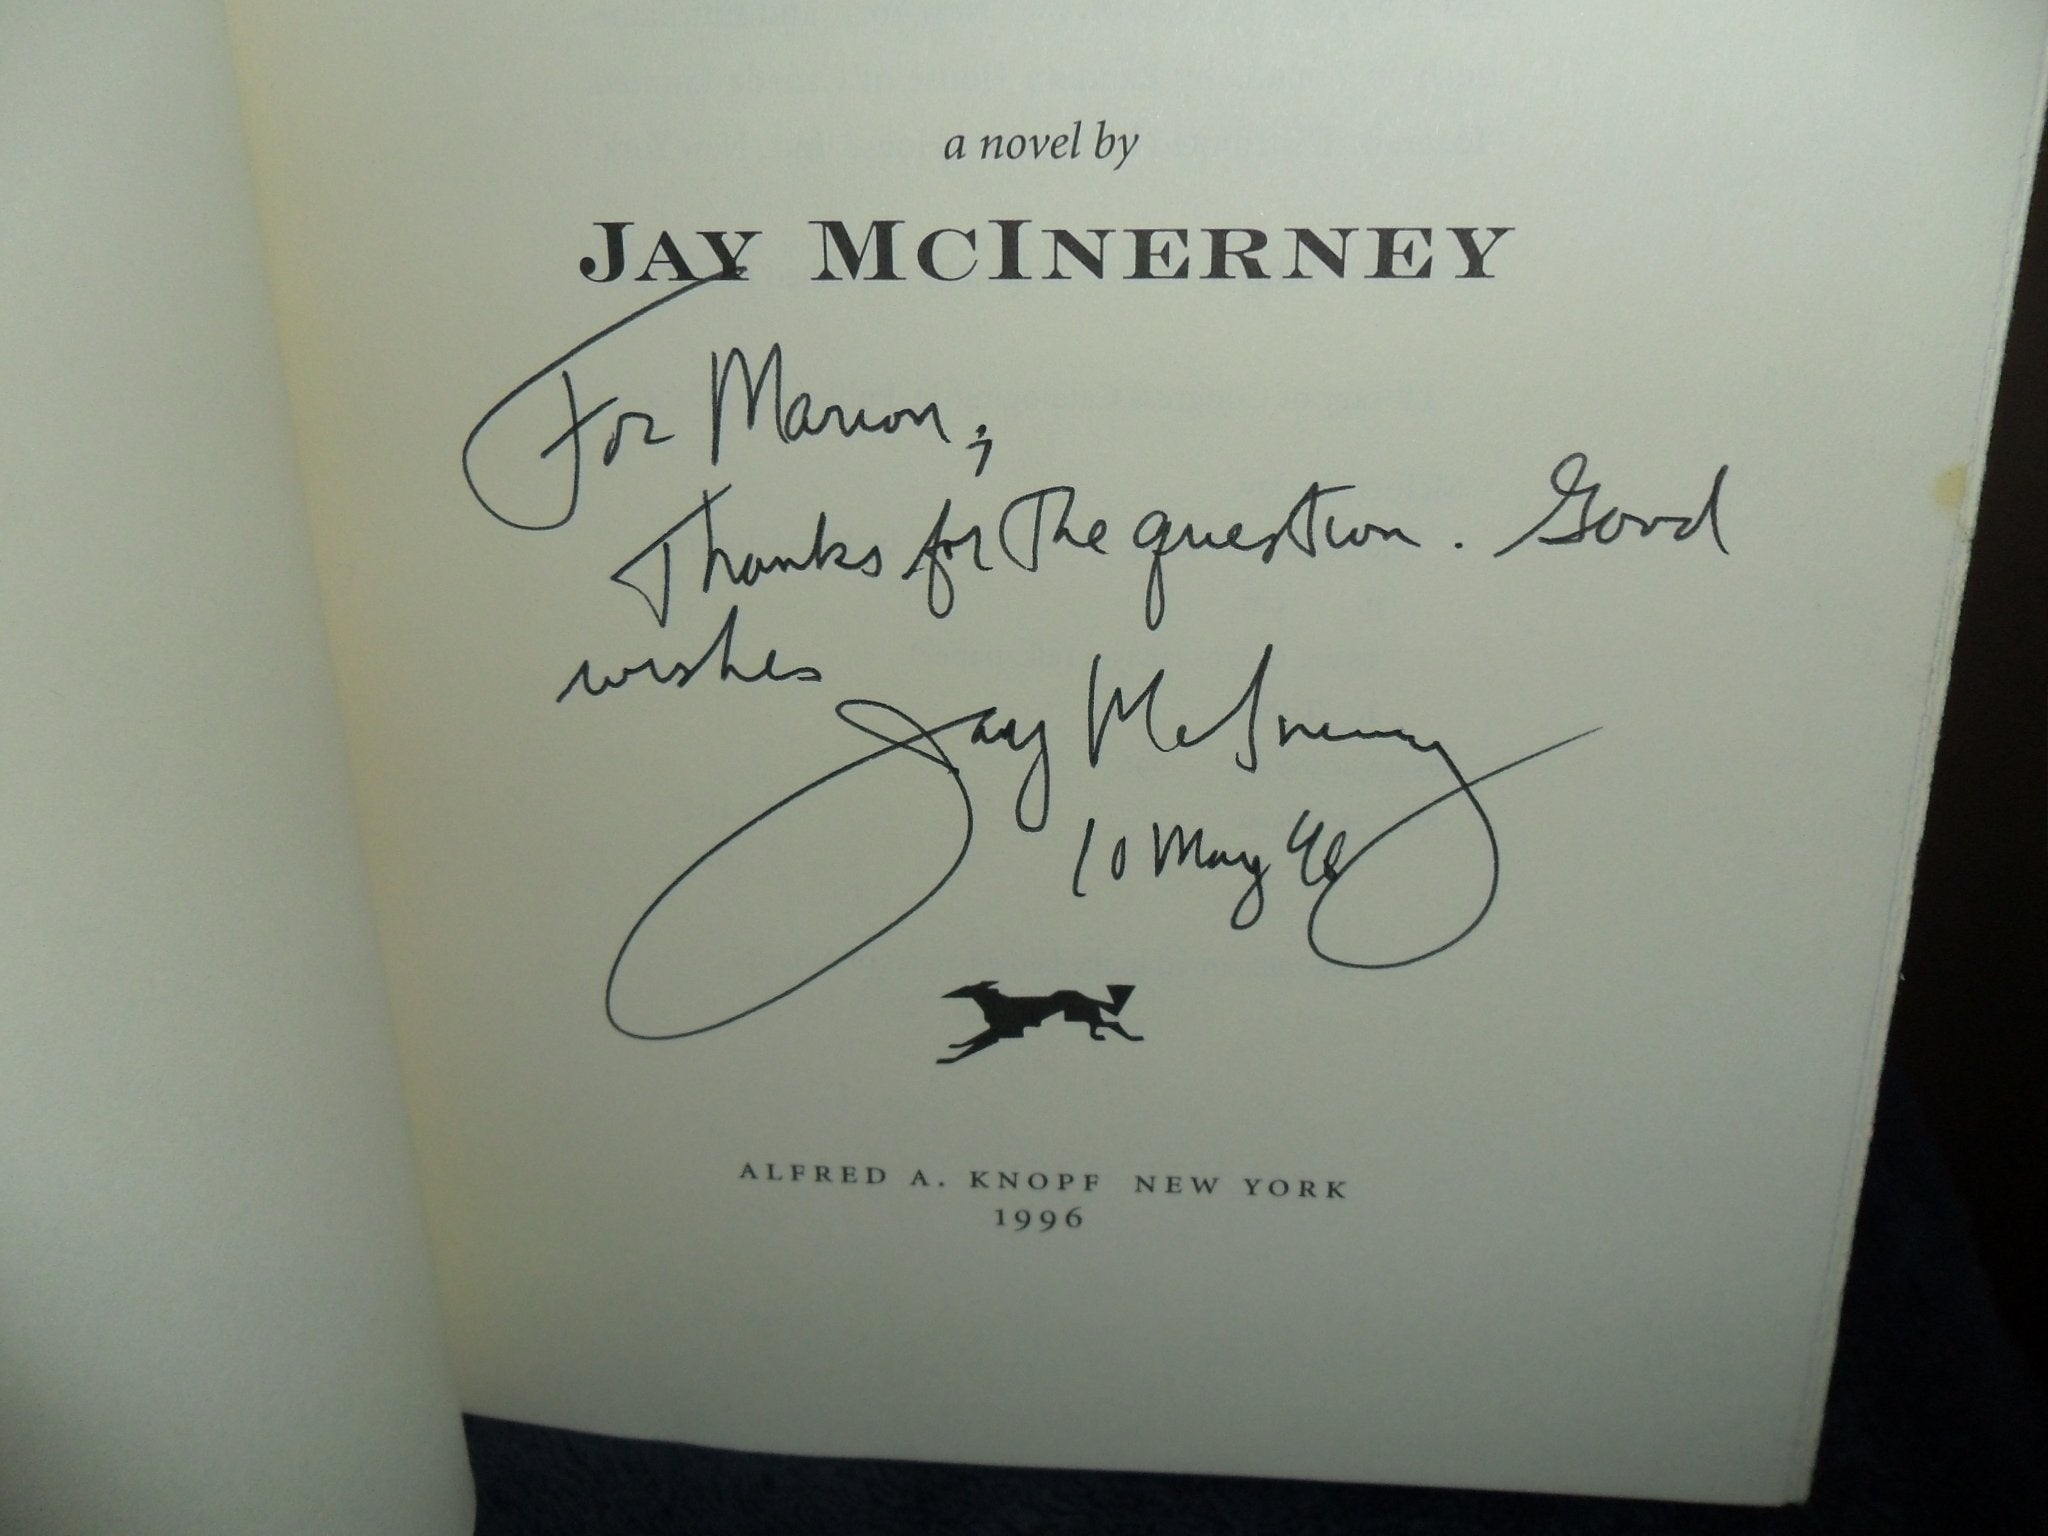 a novel by
JAY MCINERNEY
For Marion,
Thanks for the question. Good
wishes
Jay McInerney
10 May 96
ALFRED A. KNOPF NEW YORK
1996